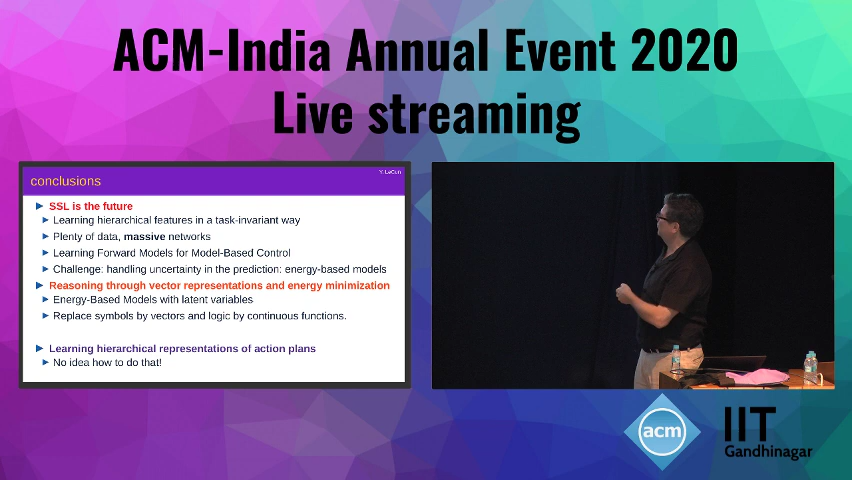 ACM-India Annual Event 2020
Live streaming
Y. LeCun
conclusions
SSL is the future
Learning hierarchical features in a task-invariant way
Plenty of data, massive networks
Learning Forward Models for Model-Based Control
Challenge: handling uncertainty in the prediction: energy-based models
Reasoning through vector representations and energy minimization
Energy-Based Models with latent variables
Replace symbols by vectors and logic by continuous functions.
Learning hierarchical representations of action plans
No idea how to do that!
acm
IIT
Gandhinagar